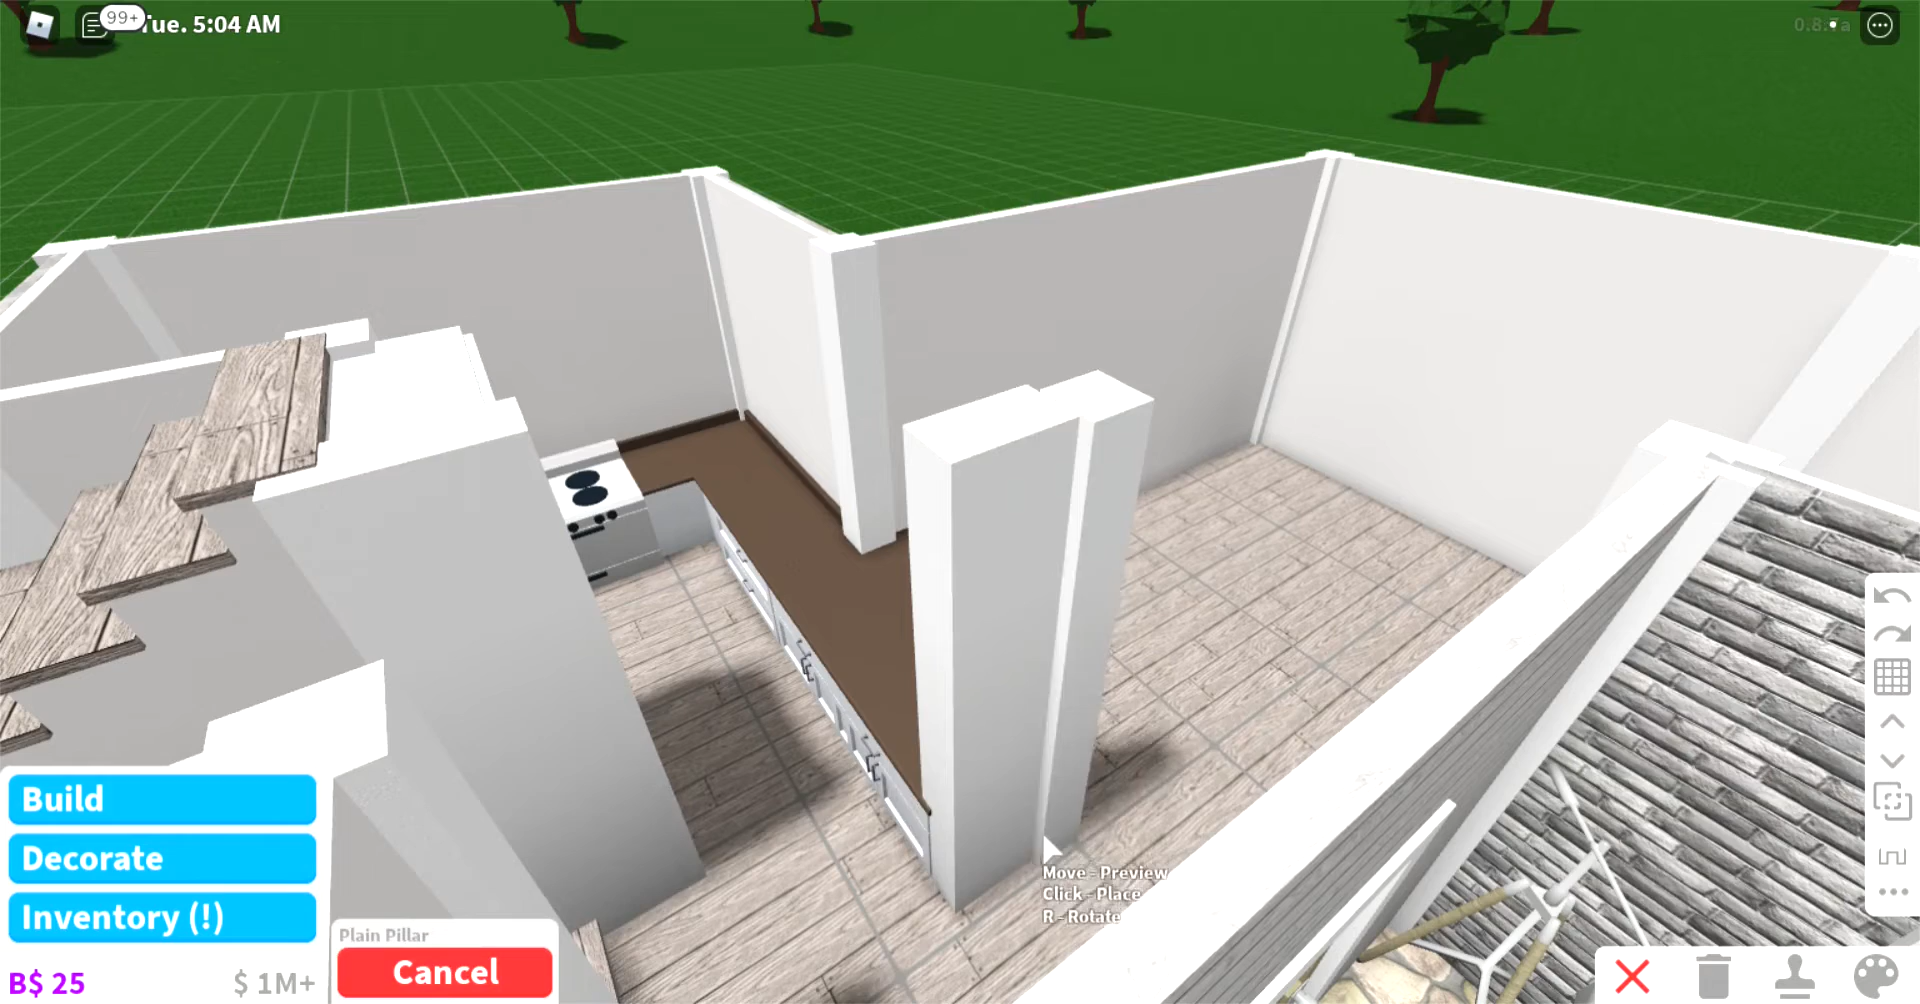 99+
Tue. 5:04 AM
Move - Preview
Click - Place
R - Rotate
Build
Decorate
Inventory (!)
B$ 25
$ 1M+
Plain Pillar
Cancel